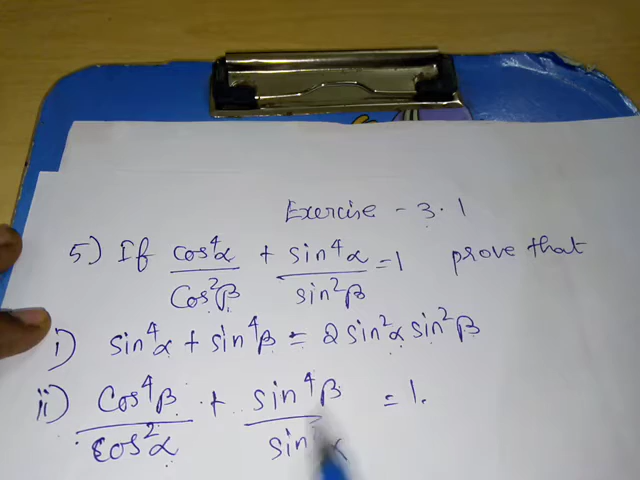 Exercise - 3.1
5) If cos⁴α/cos²β + sin⁴α/sin²β = 1 prove that
i) sin⁴α + sin⁴β = 2 sin²α sin²β
ii) cos⁴β/cos²α + sin⁴β/sin²α = 1.